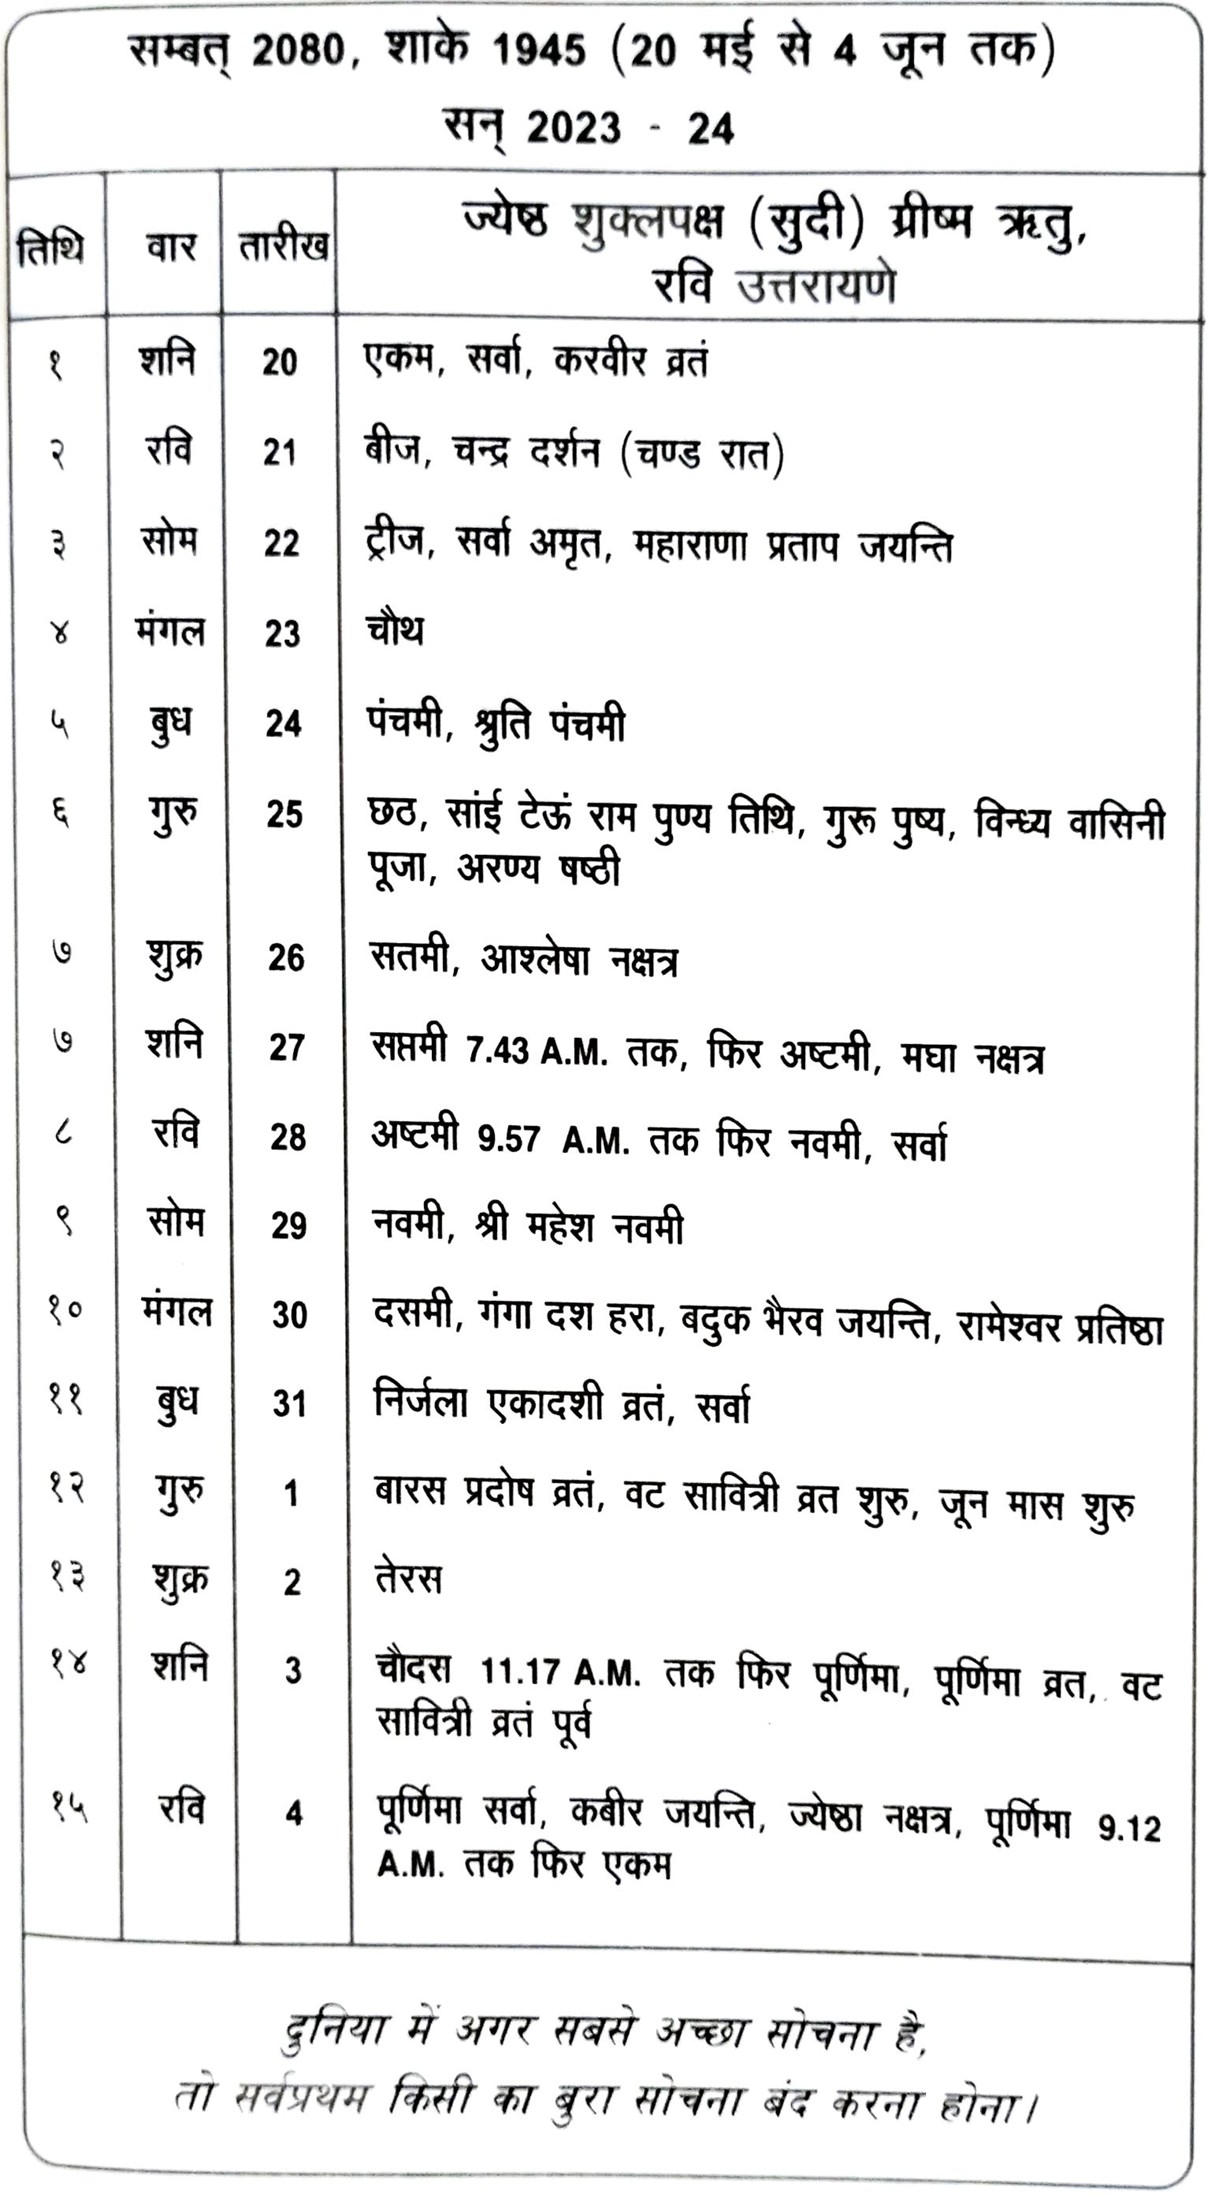 सम्बत् 2080, शाके 1945 (20 मई से 4 जून तक)
सन् 2023 - 24
तिथि वार तारीख ज्येष्ठ शुक्लपक्ष (सुदी) ग्रीष्म ऋतु,
रवि उत्तरायणे
१ शनि 20 एकम, सर्वा, करवीर व्रतं
२ रवि 21 बीज, चन्द्र दर्शन (चण्ड रात)
३ सोम 22 ट्रीज, सर्वा अमृत, महाराणा प्रताप जयन्ति
४ मंगल 23 चौथ
५ बुध 24 पंचमी, श्रुति पंचमी
६ गुरु 25 छठ, सांई टेऊं राम पुण्य तिथि, गुरू पुष्य, विन्ध्य वासिनी
पूजा, अरण्य षष्ठी
७ शुक्र 26 सतमी, आश्लेषा नक्षत्र
७ शनि 27 सप्तमी 7.43 A.M. तक, फिर अष्टमी, मघा नक्षत्र
८ रवि 28 अष्टमी 9.57 A.M. तक फिर नवमी, सर्वा
९ सोम 29 नवमी, श्री महेश नवमी
१० मंगल 30 दसमी, गंगा दश हरा, बदुक भैरव जयन्ति, रामेश्वर प्रतिष्ठा
११ बुध 31 निर्जला एकादशी व्रतं, सर्वा
१२ गुरु 1 बारस प्रदोष व्रतं, वट सावित्री व्रत शुरु, जून मास शुरु
१३ शुक्र 2 तेरस
१४ शनि 3 चौदस 11.17 A.M. तक फिर पूर्णिमा, पूर्णिमा व्रत, वट
सावित्री व्रतं पूर्व
१५ रवि 4 पूर्णिमा सर्वा, कबीर जयन्ति, ज्येष्ठा नक्षत्र, पूर्णिमा 9.12
A.M. तक फिर एकम
दुनिया में अगर सबसे अच्छा सोचना है,
तो सर्वप्रथम किसी का बुरा सोचना बंद करना होना।